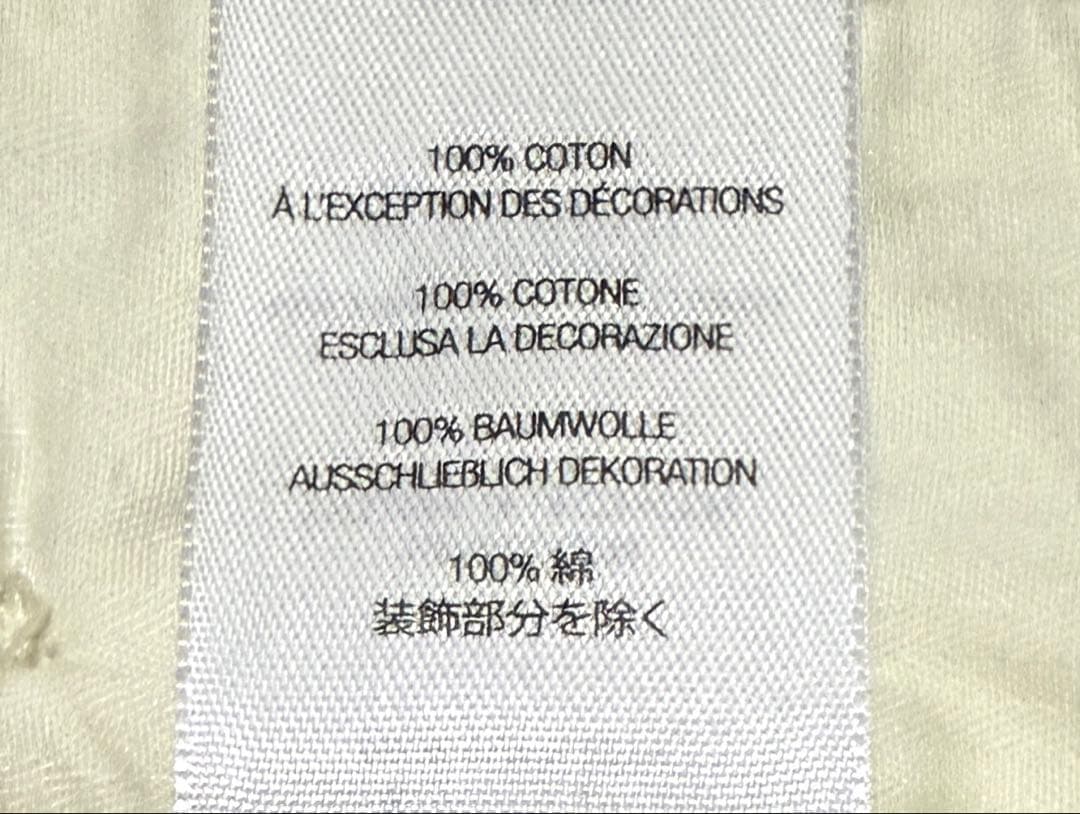 100% COTON
À L'EXCEPTION DES DÉCORATIONS
100% COTONE
ESCLUSA LA DECORAZIONE
100% BAUMWOLLE
AUSSCHLIEßLICH DEKORATION
100% 綿
装飾部分を除く